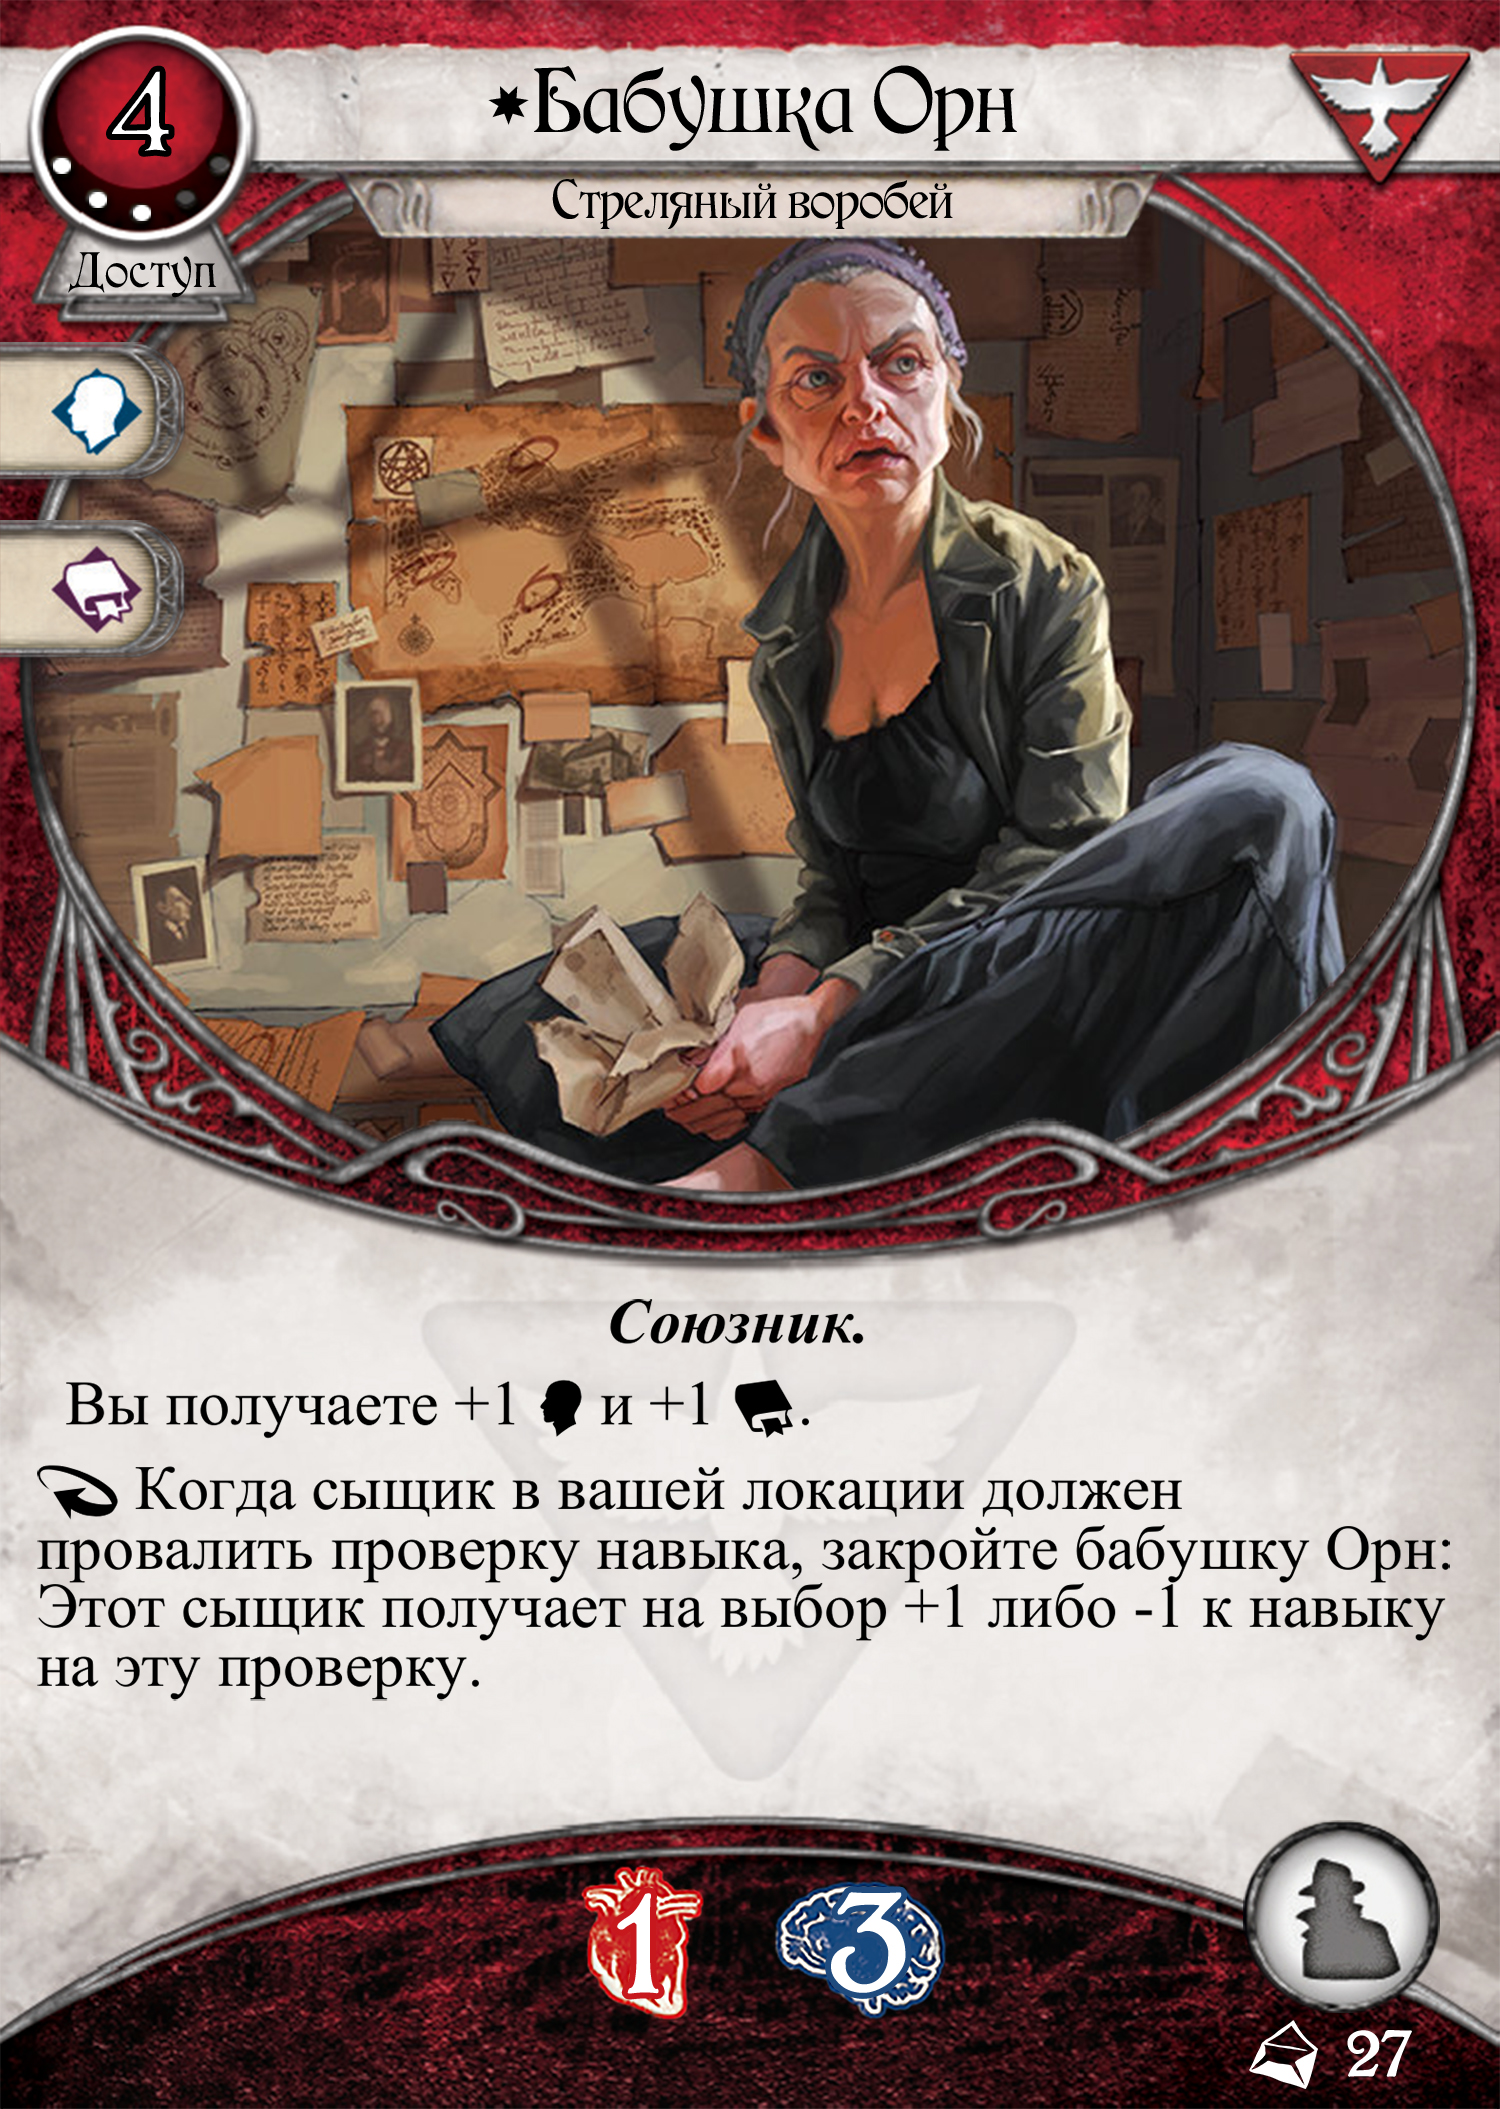 4
Бабушка Орн
Стреляный воробей
Доступ
Союзник.
Вы получаете +1 и +1 .
Когда сыщик в вашей локации должен
провалить проверку навыка, закройте бабушку Орн:
Этот сыщик получает на выбор +1 либо -1 к навыку
на эту проверку.
1 3
27